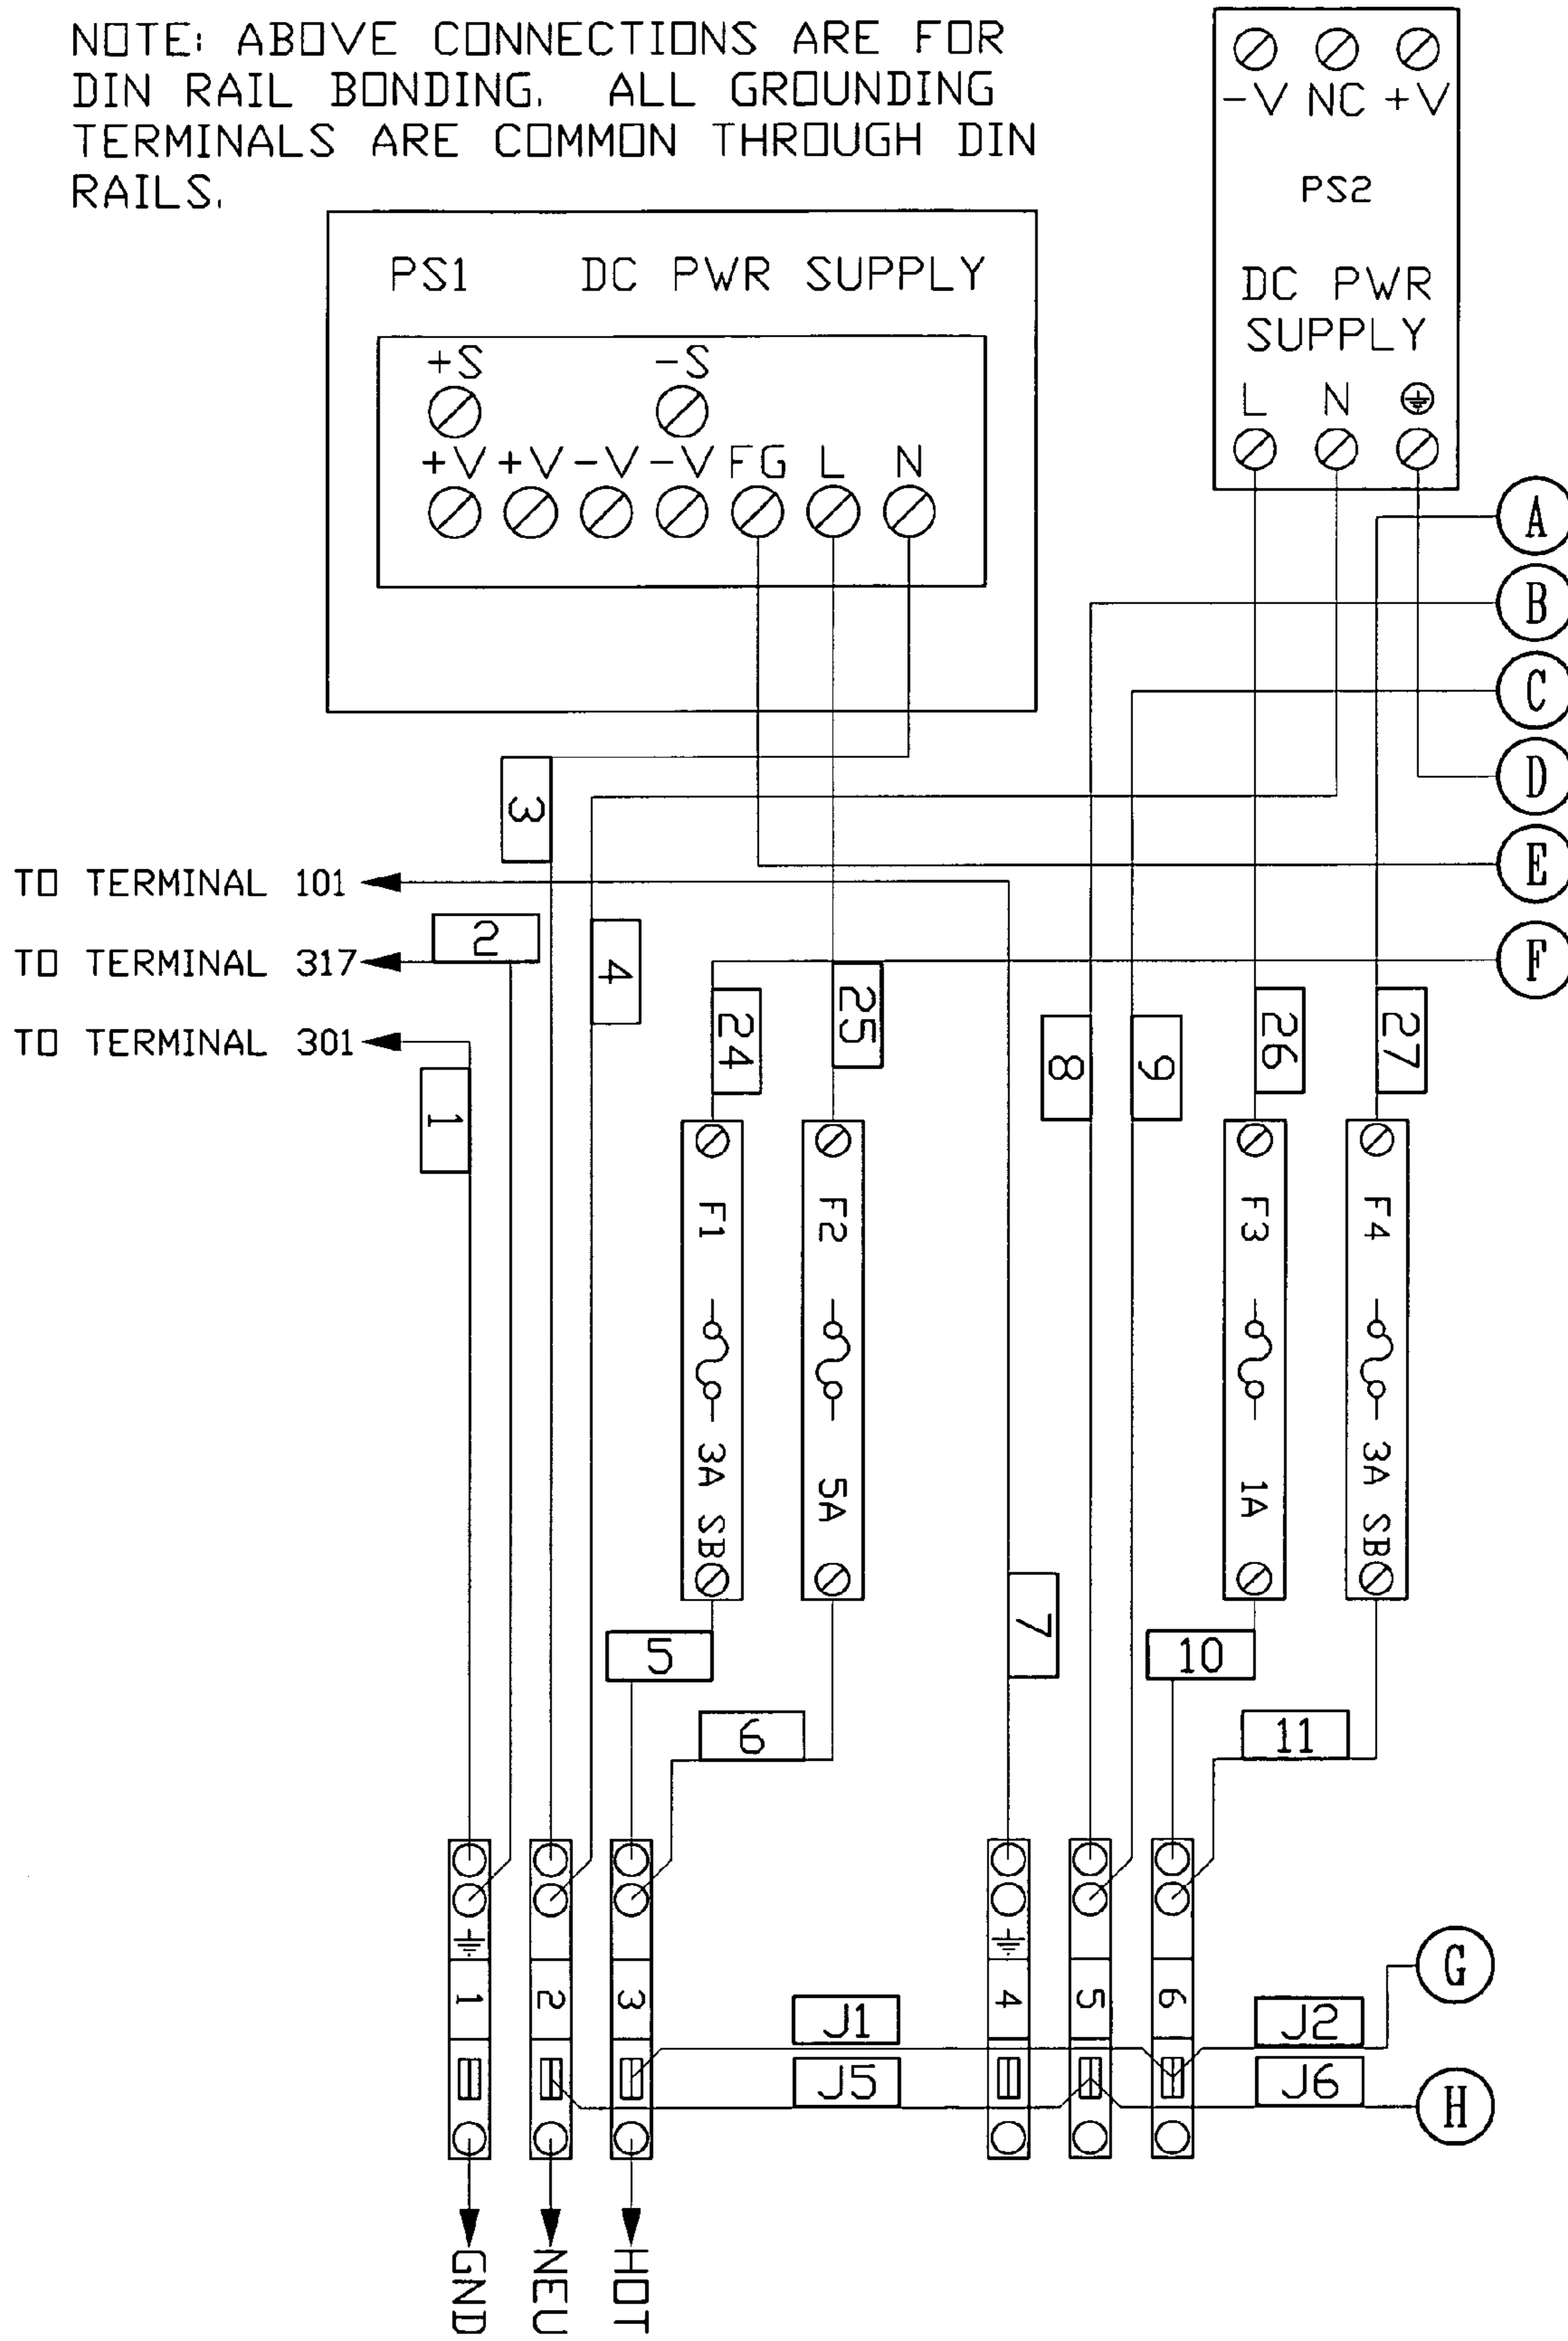 NOTE: ABOVE CONNECTIONS ARE FOR
DIN RAIL BONDING. ALL GROUNDING
TERMINALS ARE COMMON THROUGH DIN
RAILS.
-V NC +V
PS2
DC PWR
SUPPLY
L N
PS1 DC PWR SUPPLY
+S -S
+V +V -V -V FG L N
A
B
C
D
E
F
3
TO TERMINAL 101
2
TO TERMINAL 317
4
TO TERMINAL 301
1
24
25
8
9
26
27
F1
F2
F3
F4
3A SB
5A
1A
3A SB
5
7
10
6
11
1
2
3
4
5
6
G
J1
J2
J5
J6
H
GND
NEU
HOT